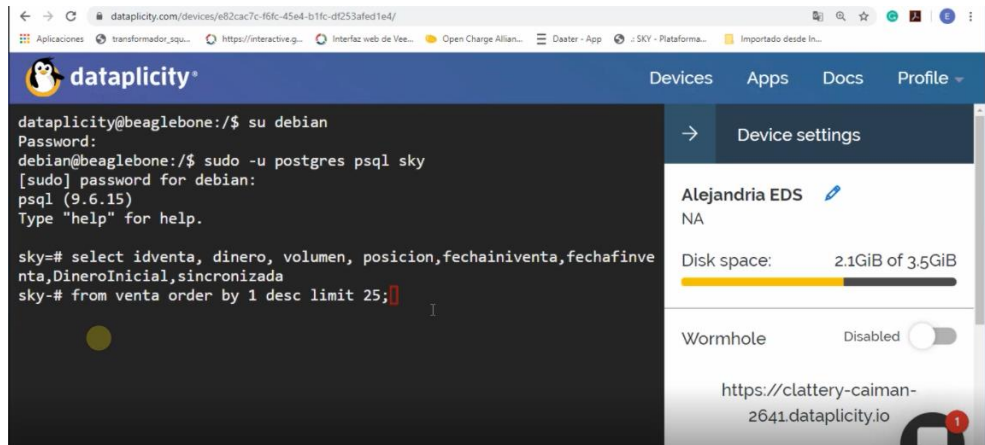 dataplicity.com/devices/e82cac7c-f6fc-45e4-b1fc-df253afed1e4/
Aplicaciones transformador_squ... https://interactive.g... Interfaz web de Vee... Open Charge Allian... Daater - App .: SKY - Plataforma... Importado desde In...
dataplicity
Devices Apps Docs Profile
dataplicity@beaglebone:/$ su debian
Password:
debian@beaglebone:/$ sudo -u postgres psql sky
[sudo] password for debian:
psql (9.6.15)
Type "help" for help.
sky=# select idventa, dinero, volumen, posicion,fechainiventa,fechafinve
nta,DineroInicial,sincronizada
sky-# from venta order by 1 desc limit 25;
Device settings
Alejandria EDS
NA
Disk space: 2.1GiB of 3.5GiB
Wormhole Disabled
https://clattery-caiman-
2641.dataplicity.io
1